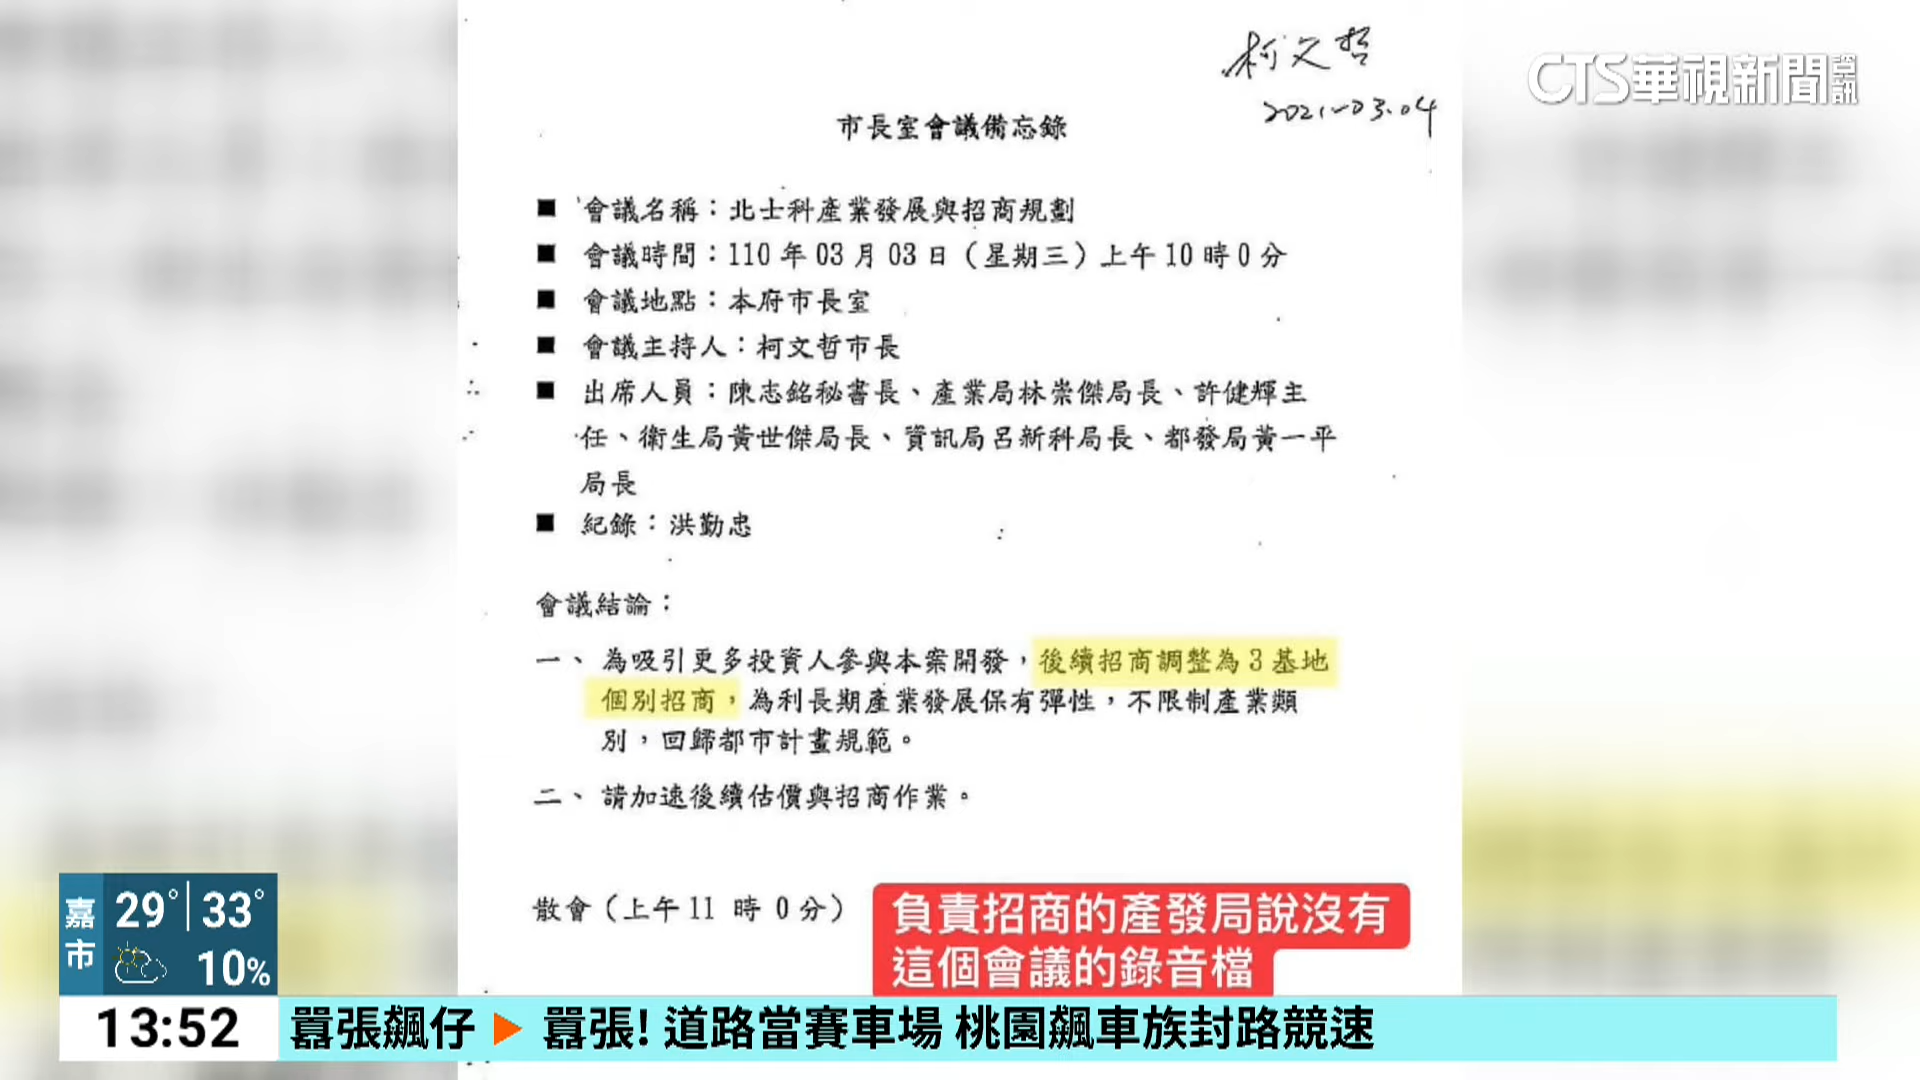 柯文哲
2021-03.04
CTS華視新聞資訊
市長室會議備忘錄
■ 會議名稱：北士科產業發展與招商規劃
■ 會議時間：110年03月03日（星期三）上午10時0分
■ 會議地點：本府市長室
■ 會議主持人：柯文哲市長
■ 出席人員：陳志銘秘書長、產業局林崇傑局長、許健輝主
任、衛生局黃世傑局長、資訊局呂新科局長、都發局黃一平
局長
■ 紀錄：洪勤忠
會議結論：
一、為吸引更多投資人參與本案開發，後續招商調整為3基地
個別招商，為利長期產業發展保有彈性，不限制產業類
別，回歸都市計畫規範。
二、請加速後續估價與招商作業。
散會（上午11時0分）
負責招商的產發局說沒有
這個會議的錄音檔
嘉市 29° 33°
10%
13:52 囂張飆仔 ▶ 囂張! 道路當賽車場 桃園飆車族封路競速